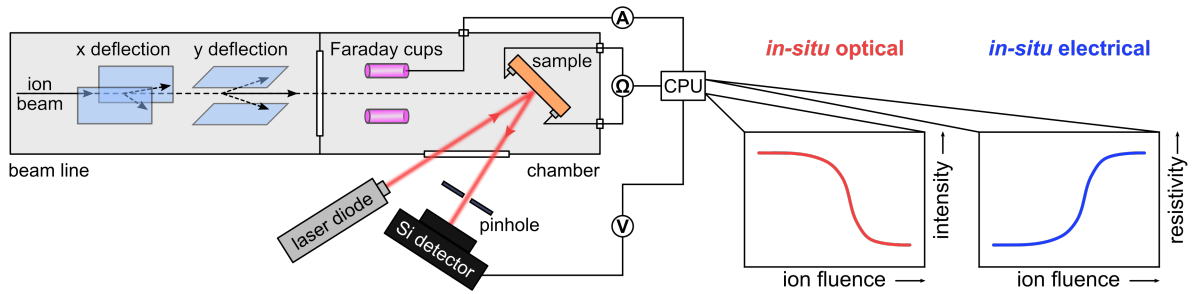 x deflection
y deflection
ion
beam
beam line
Faraday cups
sample
chamber
laser diode
Si detector
pinhole
A
Ω
V
CPU
in-situ optical
intensity
ion fluence
in-situ electrical
resistivity
ion fluence